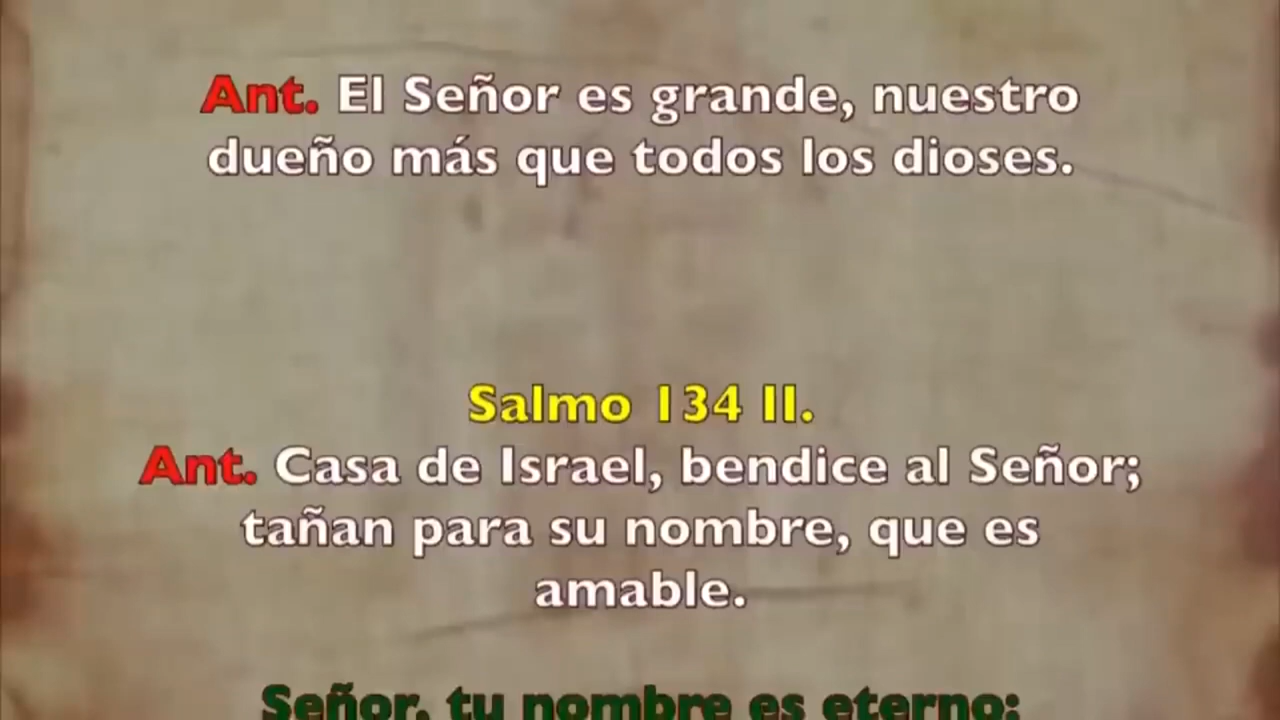 Ant. El Señor es grande, nuestro
dueño más que todos los dioses.
Salmo 134 II.
Ant. Casa de Israel, bendice al Señor;
tañan para su nombre, que es
amable.
Señor, tu nombre es eterno;